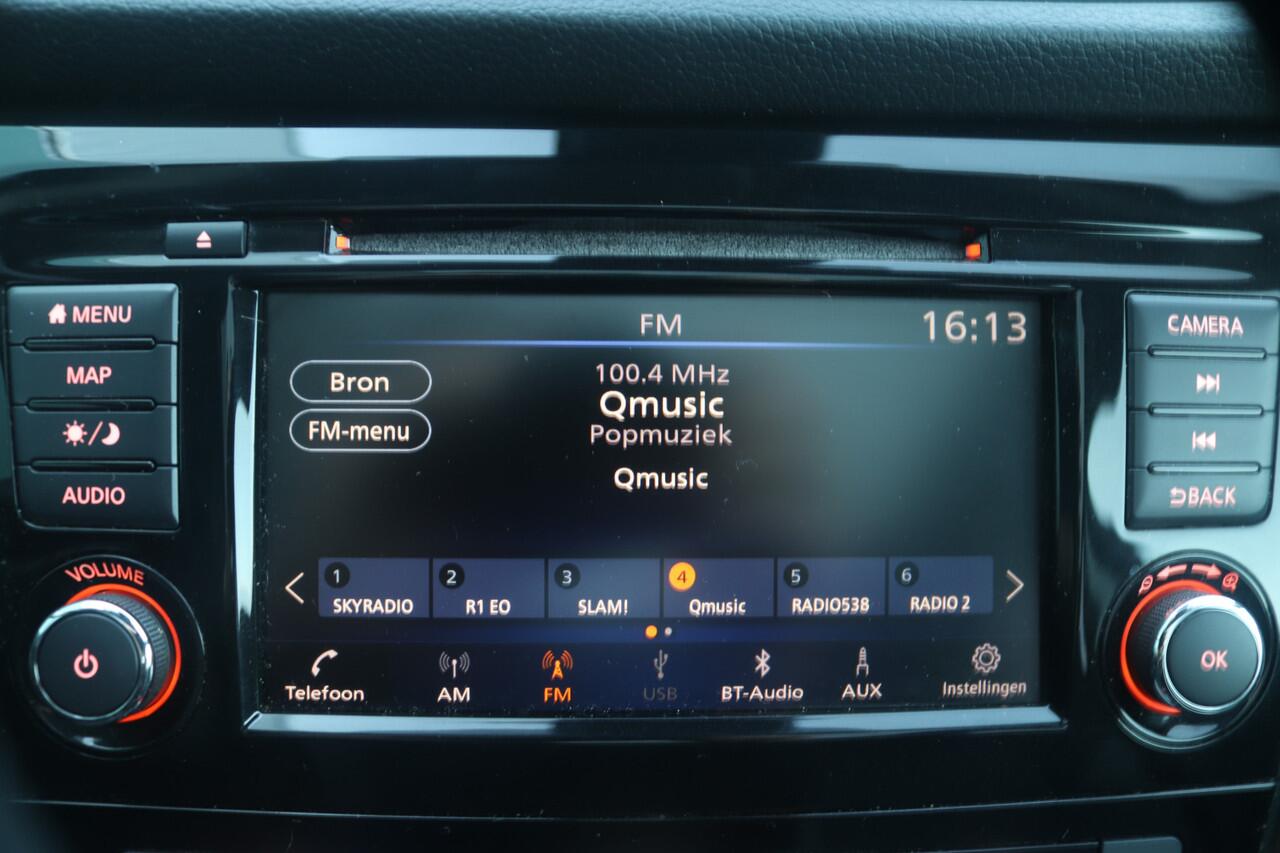 MENU
MAP
AUDIO
VOLUME
FM
16:13
Bron
FM-menu
100.4 MHz
Qmusic
Popmuziek
Qmusic
1 SKYRADIO
2 R1 EO
3 SLAM!
4 Qmusic
5 RADIO538
6 RADIO 2
Telefoon
AM
FM
USB
BT-Audio
AUX
Instellingen
CAMERA
BACK
OK